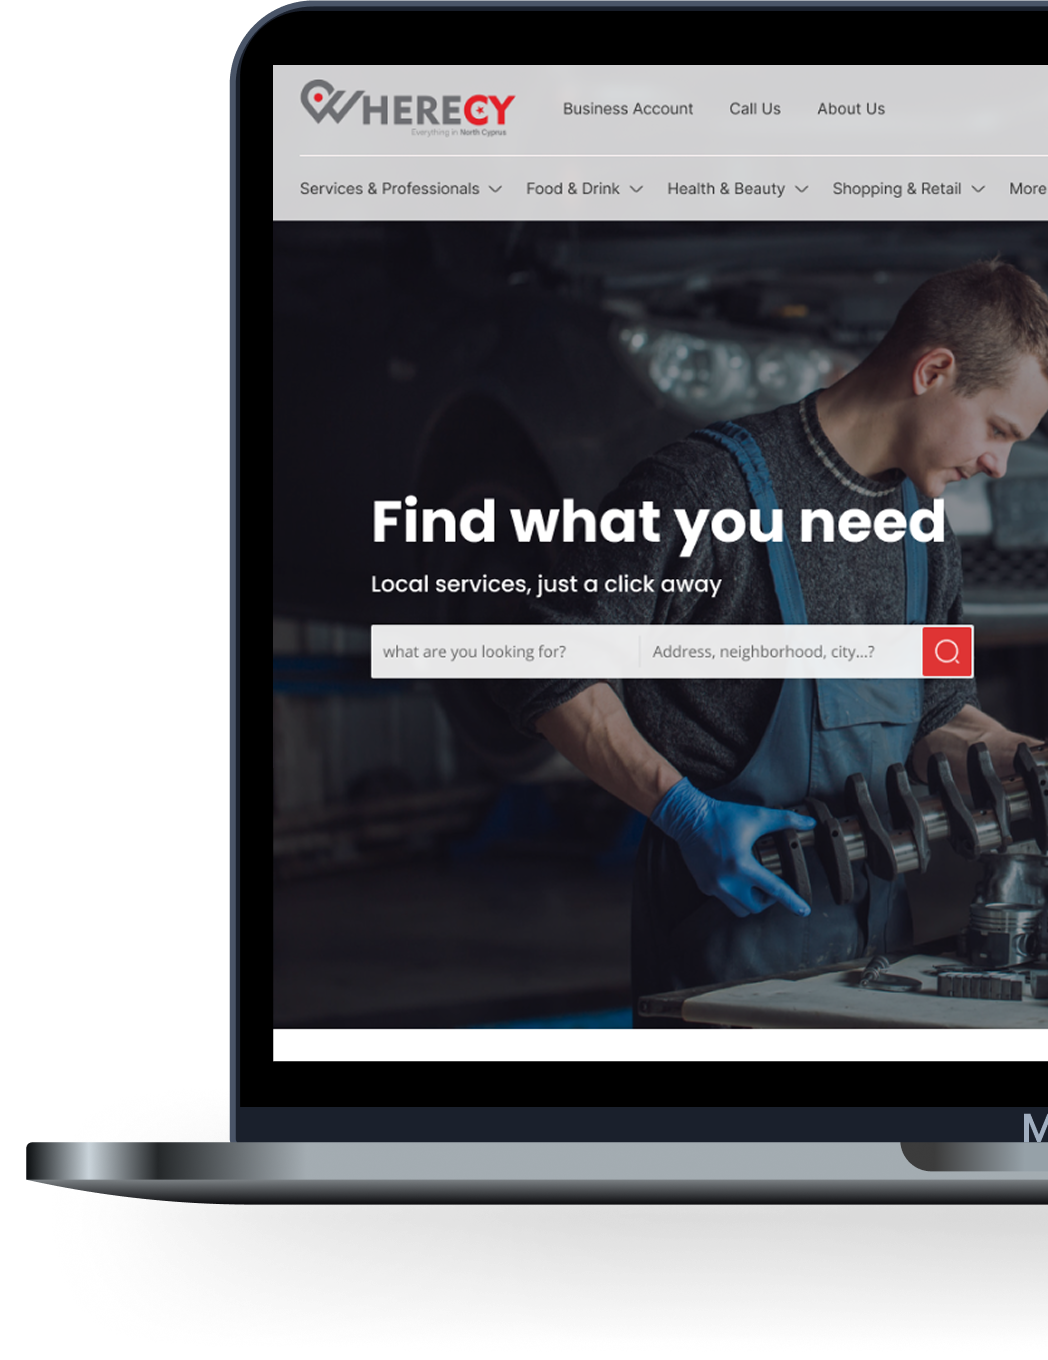 WHERECY
Everything in North Cyprus
Business Account Call Us About Us
Services & Professionals Food & Drink Health & Beauty Shopping & Retail More
Find what you need
Local services, just a click away
what are you looking for? Address, neighborhood, city...?
M